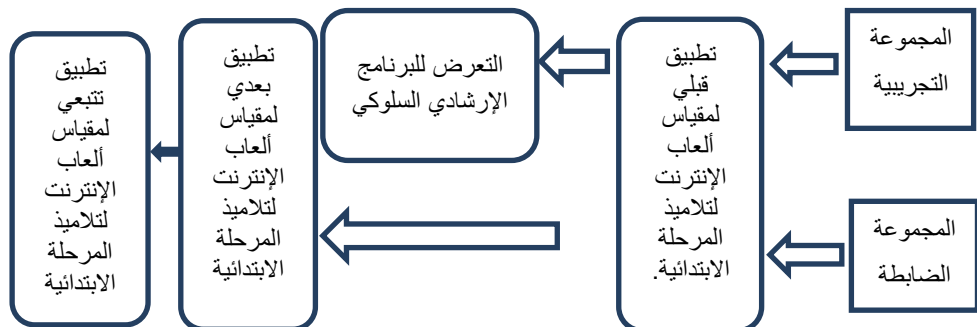 المجموعة
التجريبية
المجموعة
الضابطة
تطبيق
قبلي
لمقياس
ألعاب
الإنترنت
لتلاميذ
المرحلة
الابتدائية.
التعرض للبرنامج
الإرشادي السلوكي
تطبيق
بعدي
لمقياس
ألعاب
الإنترنت
لتلاميذ
المرحلة
الابتدائية
تطبيق
تتبعي
لمقياس
ألعاب
الإنترنت
لتلاميذ
المرحلة
الابتدائية